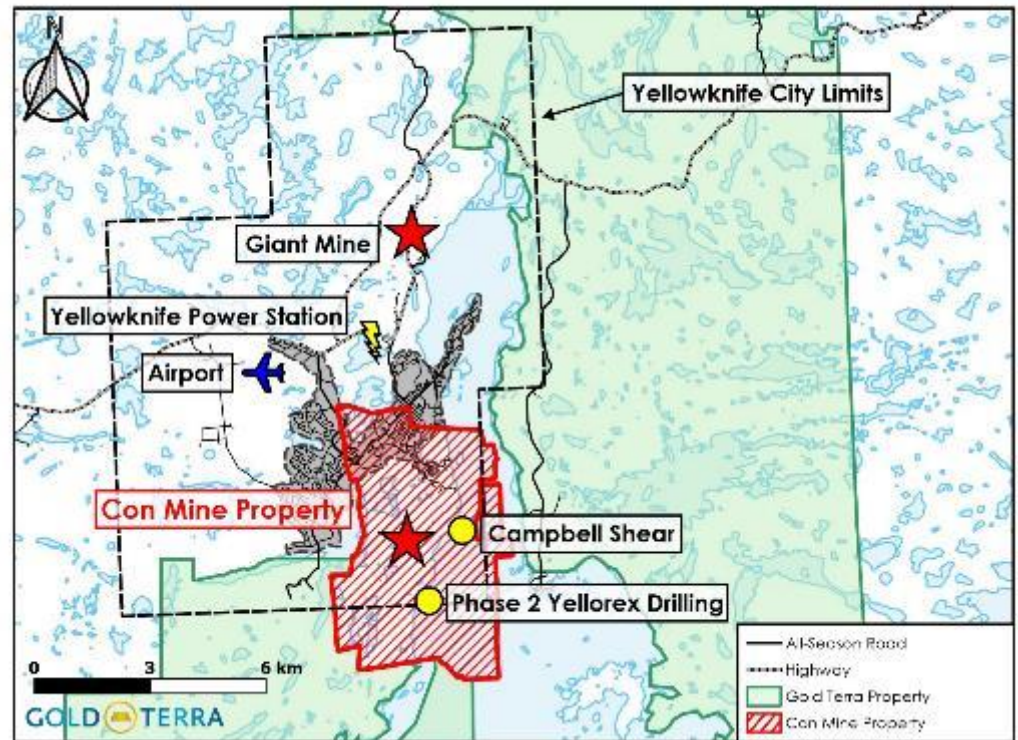 N
Yellowknife City Limits
Giant Mine
Yellowknife Power Station
Airport
Con Mine Property
Campbell Shear
Phase 2 Yellorex Drilling
0 3 6 km
GOLD TERRA
All-Season Road
Highway
Gold Terra Property
Con Mine Property